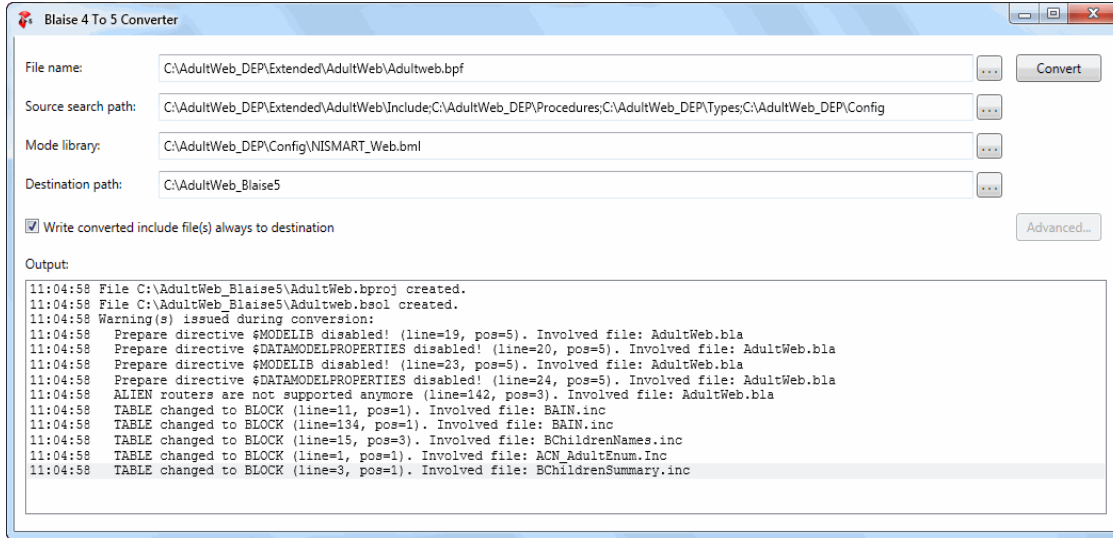 Blaise 4 To 5 Converter
File name: C:\AdultWeb_DEP\Extended\AdultWeb\Adultweb.bpf ... Convert
Source search path: C:\AdultWeb_DEP\Extended\AdultWeb\Include;C:\AdultWeb_DEP\Procedures;C:\AdultWeb_DEP\Types;C:\AdultWeb_DEP\Config ...
Mode library: C:\AdultWeb_DEP\Config\NISMART_Web.bml ...
Destination path: C:\AdultWeb_Blaise5 ...
Write converted include file(s) always to destination Advanced...
Output:
11:04:58 File C:\AdultWeb_Blaise5\AdultWeb.bproj created.
11:04:58 File C:\AdultWeb_Blaise5\Adultweb.bsol created.
11:04:58 Warning(s) issued during conversion:
11:04:58 Prepare directive $MODELIB disabled! (line=19, pos=5). Involved file: AdultWeb.bla
11:04:58 Prepare directive $DATAMODELPROPERTIES disabled! (line=20, pos=5). Involved file: AdultWeb.bla
11:04:58 Prepare directive $MODELIB disabled! (line=23, pos=5). Involved file: AdultWeb.bla
11:04:58 Prepare directive $DATAMODELPROPERTIES disabled! (line=24, pos=5). Involved file: AdultWeb.bla
11:04:58 ALIEN routers are not supported anymore (line=142, pos=3). Involved file: AdultWeb.bla
11:04:58 TABLE changed to BLOCK (line=11, pos=1). Involved file: BAIN.inc
11:04:58 TABLE changed to BLOCK (line=134, pos=1). Involved file: BAIN.inc
11:04:58 TABLE changed to BLOCK (line=15, pos=3). Involved file: BChildrenNames.inc
11:04:58 TABLE changed to BLOCK (line=1, pos=1). Involved file: ACN_AdultEnum.Inc
11:04:58 TABLE changed to BLOCK (line=3, pos=1). Involved file: BChildrenSummary.inc